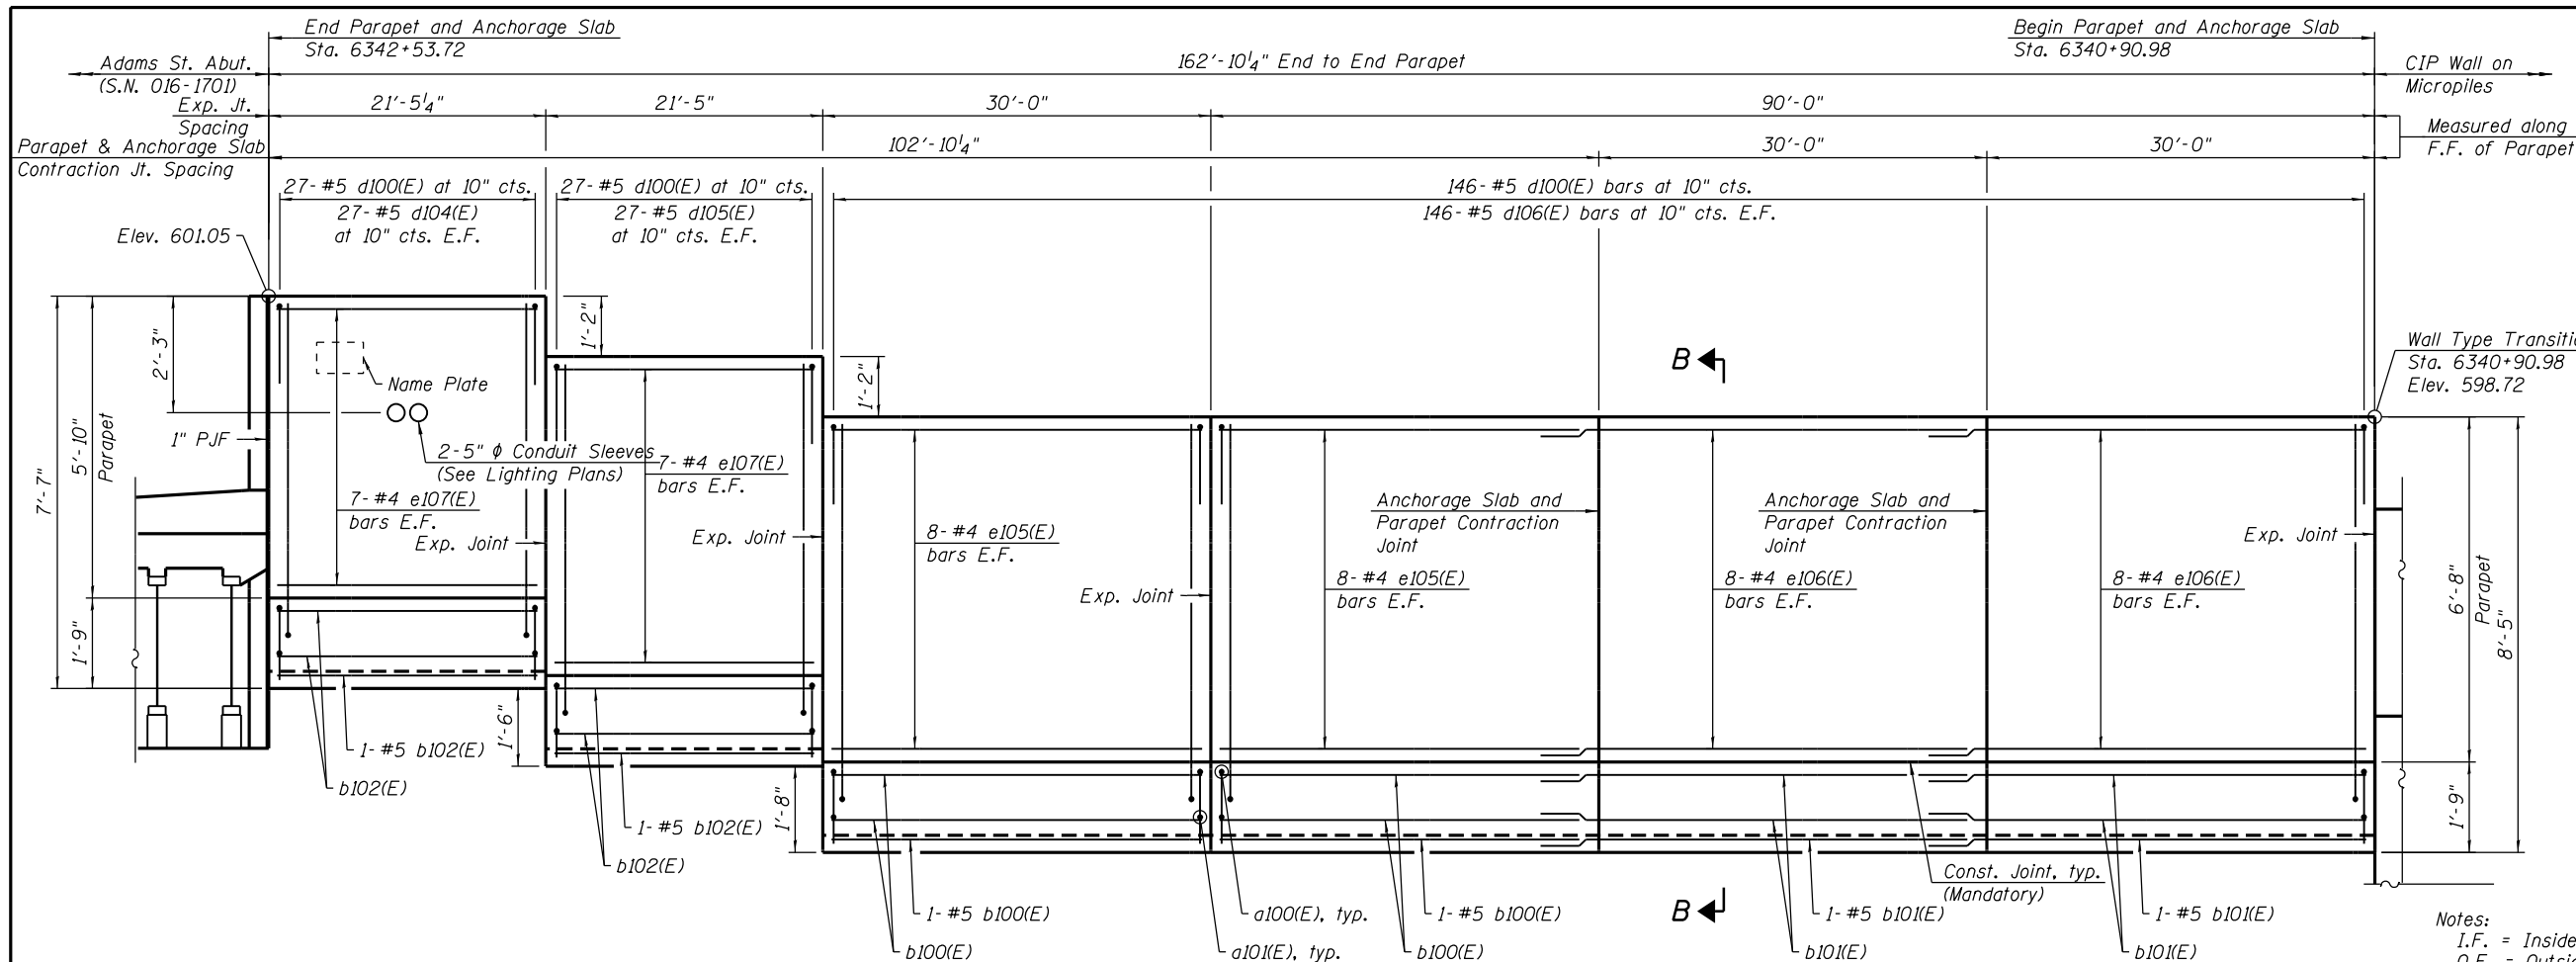 End Parapet and Anchorage Slab
Sta. 6342+53.72
Begin Parapet and Anchorage Slab
Sta. 6340+90.98
Adams St. Abut.
(S.N. 016-1701)
162'-10¼" End to End Parapet
CIP Wall on
Micropiles
Exp. Jt.
Spacing
21'-5¼"
21'-5"
30'-0"
90'-0"
Parapet & Anchorage Slab
Contraction Jt. Spacing
102'-10¼"
30'-0"
30'-0"
Measured along
F.F. of Parapet
27-#5 d100(E) at 10" cts.
27-#5 d104(E)
at 10" cts. E.F.
27-#5 d100(E) at 10" cts.
27-#5 d105(E)
at 10" cts. E.F.
146-#5 d100(E) bars at 10" cts.
146-#5 d106(E) bars at 10" cts. E.F.
Elev. 601.05
1'-2"
1'-2"
2'-3"
B
Wall Type
Sta. 6340+90.98
Elev. 598.72
Name Plate
5'-10"
Parapet
7'-7"
1" PJF
2-5" ϕ Conduit Sleeves
(See Lighting Plans)
7-#4 e107(E)
bars E.F.
7-#4 e107(E)
bars E.F.
Exp. Joint
Exp. Joint
8-#4 e105(E)
bars E.F.
Anchorage Slab and
Parapet Contraction
Joint
Anchorage Slab and
Parapet Contraction
Joint
Exp. Joint
Exp. Joint
8-#4 e105(E)
bars E.F.
8-#4 e106(E)
bars E.F.
8-#4 e106(E)
bars E.F.
6'-8"
Parapet
8'-5"
1'-9"
1'-6"
1'-8"
1'-9"
1-#5 b102(E)
b102(E)
1-#5 b102(E)
b102(E)
Const. Joint, typ.
(Mandatory)
1-#5 b100(E)
b100(E)
a100(E), typ.
a101(E), typ.
1-#5 b100(E)
b100(E)
B
1-#5 b101(E)
b101(E)
1-#5 b101(E)
b101(E)
Notes:
I.F. = Inside
O.F. = Outside